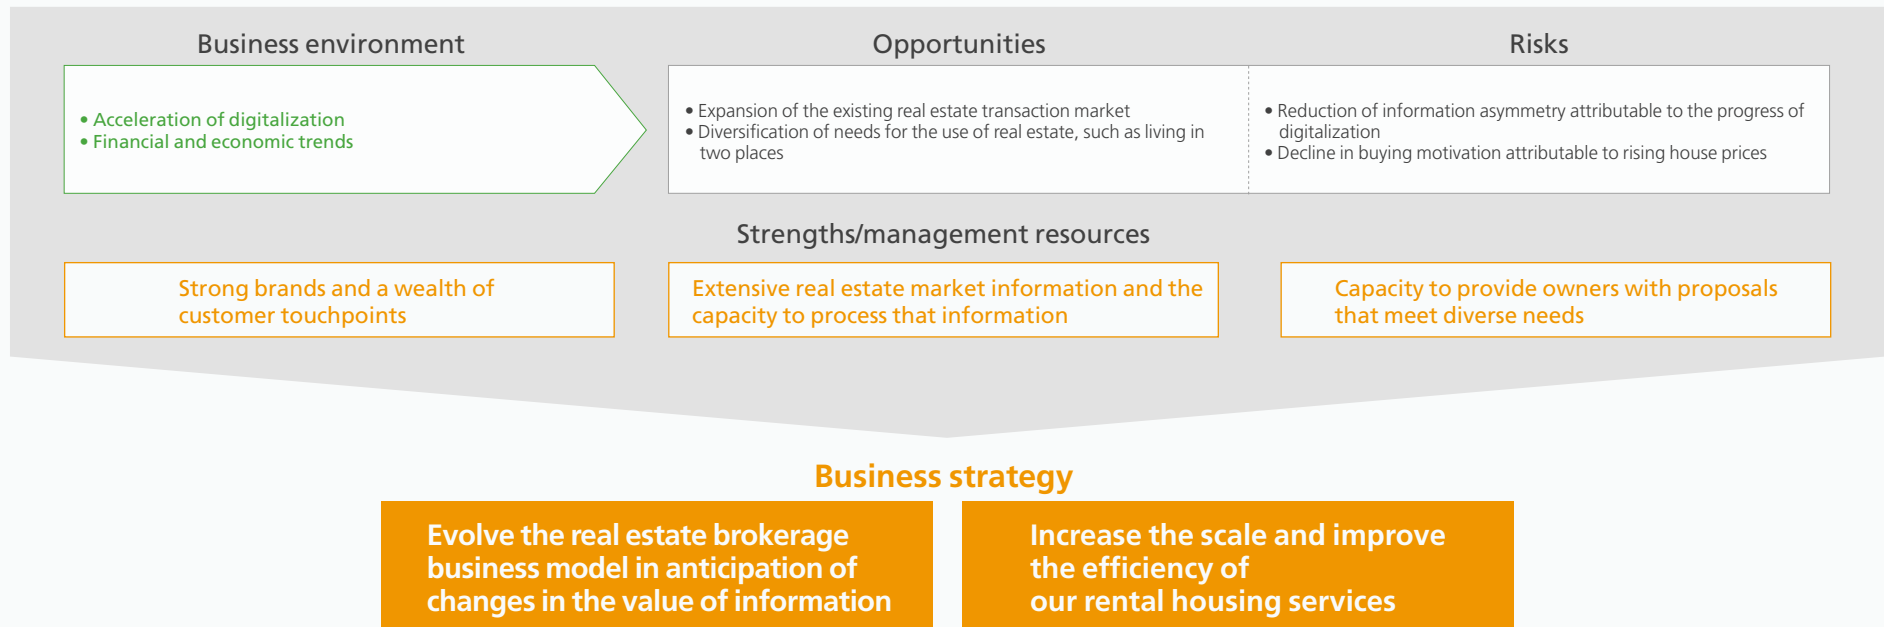 Business environment
Opportunities
Risks
• Acceleration of digitalization
• Financial and economic trends
• Expansion of the existing real estate transaction market
• Diversification of needs for the use of real estate, such as living in
two places
• Reduction of information asymmetry attributable to the progress of
digitalization
• Decline in buying motivation attributable to rising house prices
Strengths/management resources
Strong brands and a wealth of
customer touchpoints
Extensive real estate market information and the
capacity to process that information
Capacity to provide owners with proposals
that meet diverse needs
Business strategy
Evolve the real estate brokerage
business model in anticipation of
changes in the value of information
Increase the scale and improve
the efficiency of
our rental housing services